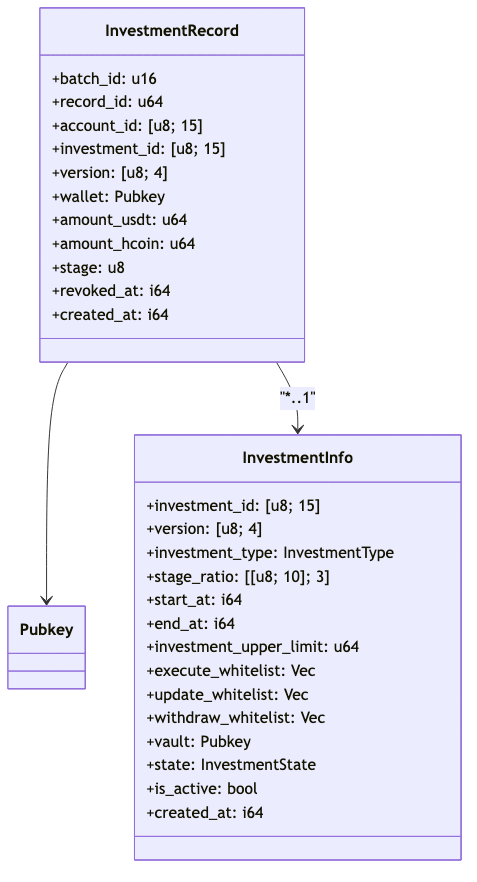 InvestmentRecord
+batch_id: u16
+record_id: u64
+account_id: [u8; 15]
+investment_id: [u8; 15]
+version: [u8; 4]
+wallet: Pubkey
+amount_usdt: u64
+amount_hcoin: u64
+stage: u8
+revoked_at: i64
+created_at: i64
"*..1"
InvestmentInfo
+investment_id: [u8; 15]
+version: [u8; 4]
+investment_type: InvestmentType
+stage_ratio: [[u8; 10]; 3]
+start_at: i64
+end_at: i64
+investment_upper_limit: u64
+execute_whitelist: Vec
+update_whitelist: Vec
+withdraw_whitelist: Vec
+vault: Pubkey
+state: InvestmentState
+is_active: bool
+created_at: i64
Pubkey